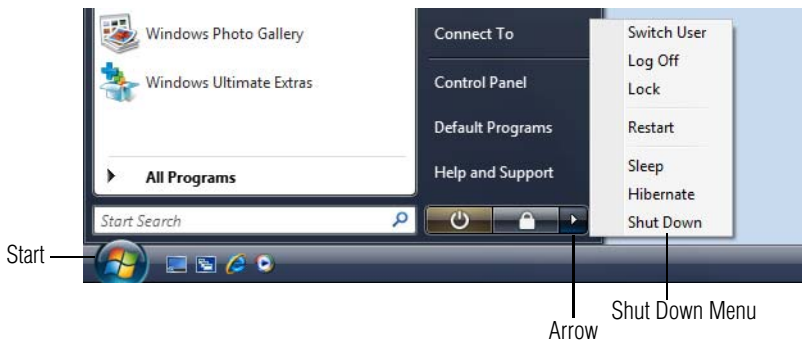 Windows Photo Gallery
Windows Ultimate Extras
All Programs
Start Search
Connect To
Control Panel
Default Programs
Help and Support
Switch User
Log Off
Lock
Restart
Sleep
Hibernate
Shut Down
Start
Arrow
Shut Down Menu